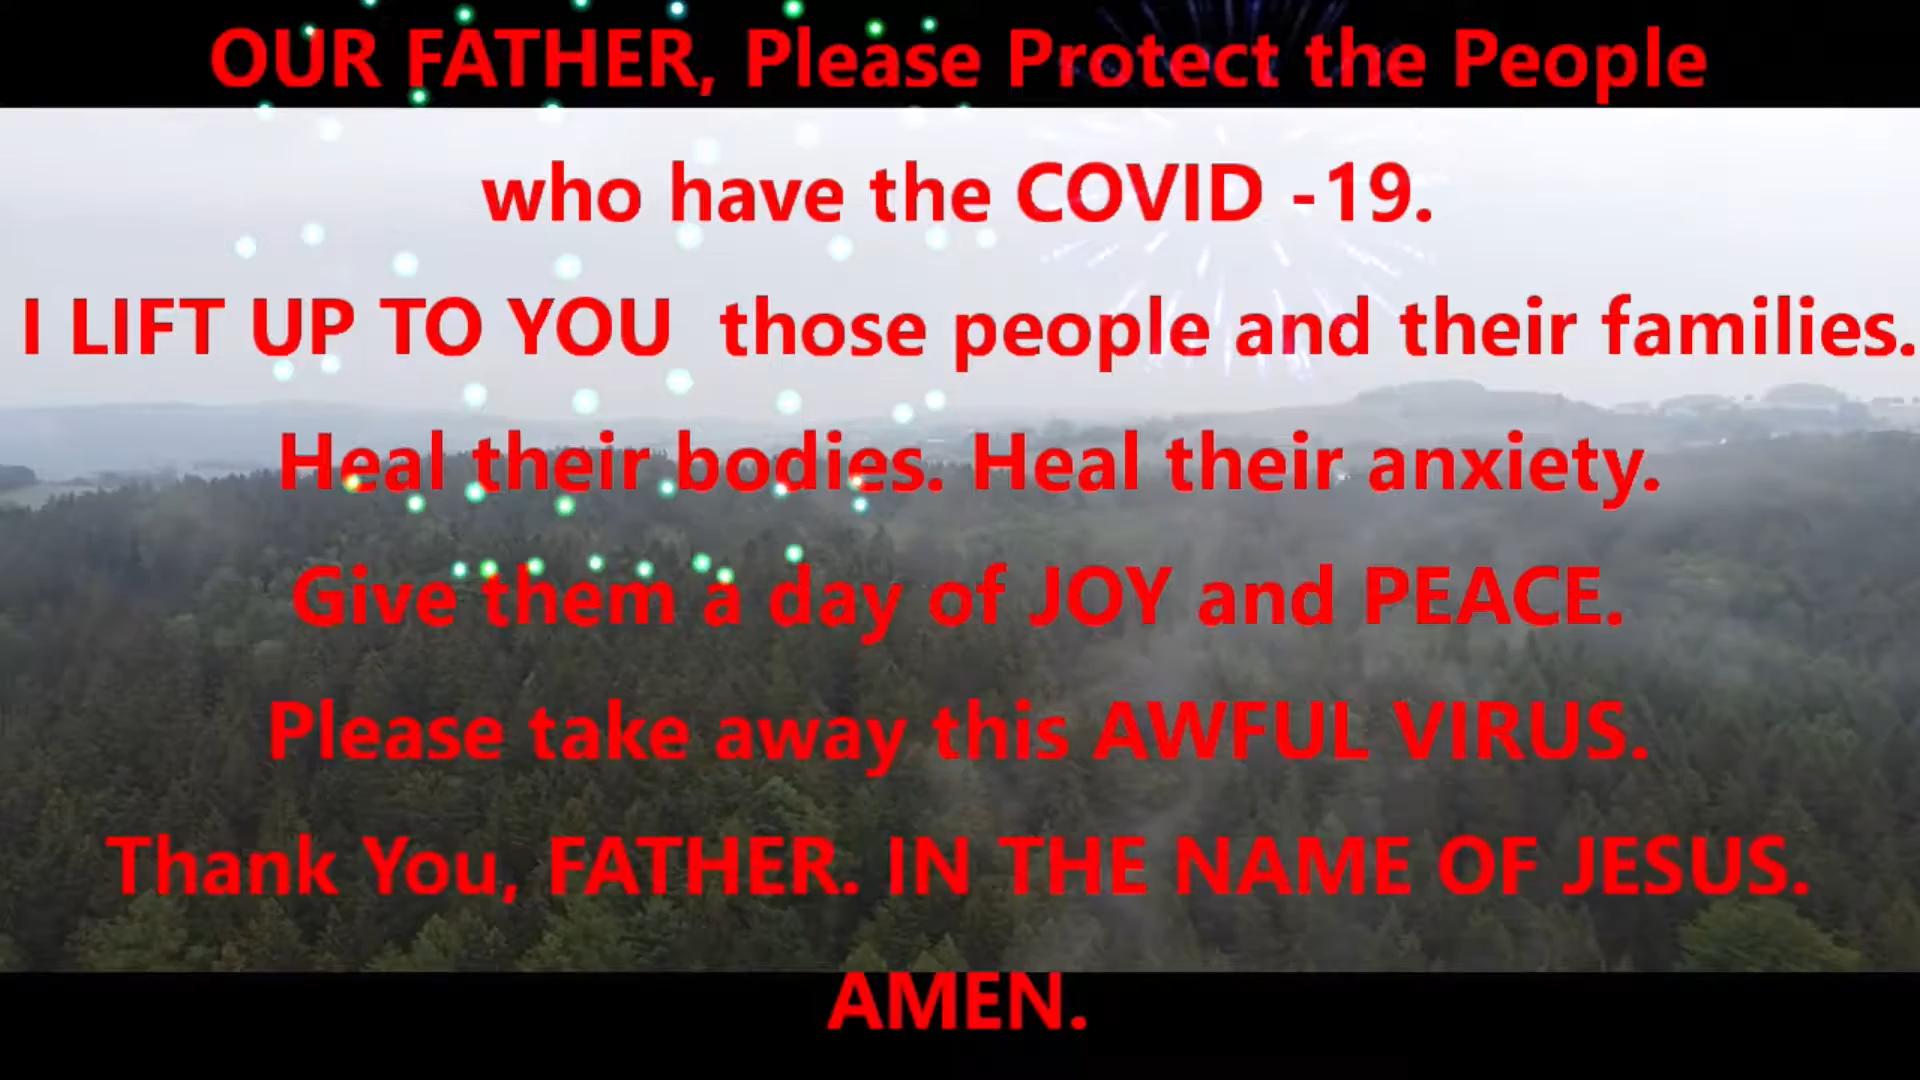 OUR FATHER, Please Protect the People
who have the COVID -19.
I LIFT UP TO YOU  those people and their families.
Heal their bodies. Heal their anxiety.
Give them a day of JOY and PEACE.
Please take away this AWFUL VIRUS.
Thank You, FATHER. IN THE NAME OF JESUS.
AMEN.